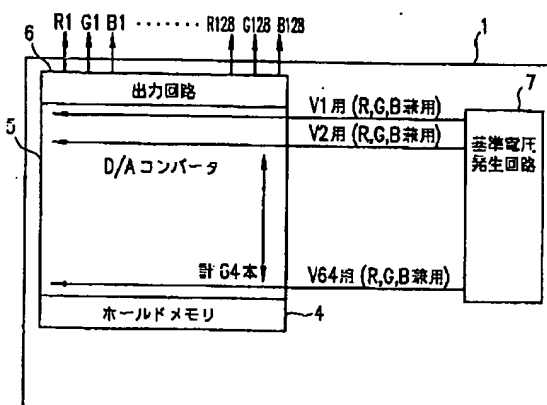 R1 G1 B1 ········ R128 G128 B128
1
6
出力回路
7
V1用 (R,G,B兼用)
5
V2用 (R,G,B兼用)
基準電圧
発生回路
D/Aコンバータ
計64本
V64用 (R,G,B兼用)
ホールドメモリ
4